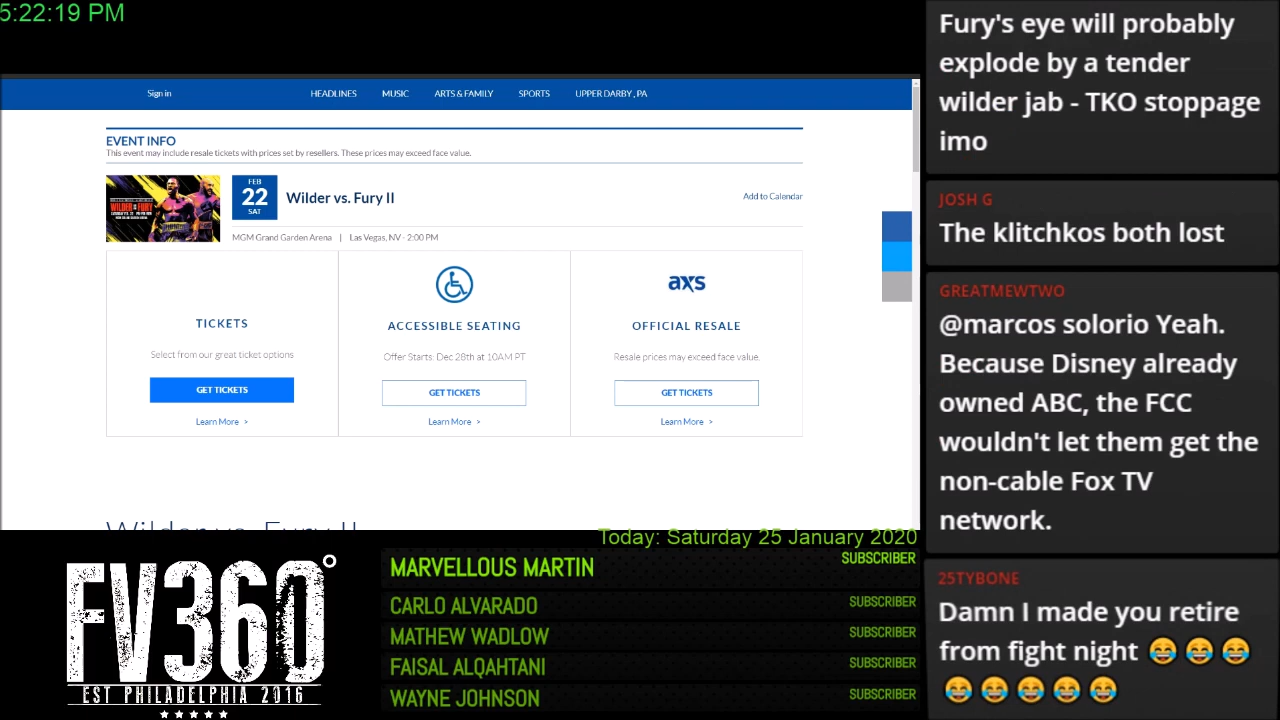 5:22:19 PM
Sign in
HEADLINES
MUSIC
ARTS & FAMILY
SPORTS
UPPER DARBY , PA
EVENT INFO
This event may include resale tickets with prices set by resellers. These prices may exceed face value.
WILDER FURY
FEB
22
SAT
Wilder vs. Fury II
Add to Calendar
MGM Grand Garden Arena | Las Vegas, NV - 2:00 PM
TICKETS
Select from our great ticket options
GET TICKETS
Learn More >
ACCESSIBLE SEATING
Offer Starts: Dec 28th at 10AM PT
GET TICKETS
Learn More >
axs
OFFICIAL RESALE
Resale prices may exceed face value.
GET TICKETS
Learn More >
Wilder vs. Fury II
Today: Saturday 25 January 2020
FV360°
EST PHILADELPHIA 2016
MARVELLOUS MARTIN SUBSCRIBER
CARLO ALVARADO SUBSCRIBER
MATHEW WADLOW SUBSCRIBER
FAISAL ALQAHTANI SUBSCRIBER
WAYNE JOHNSON SUBSCRIBER
Fury's eye will probably
explode by a tender
wilder jab - TKO stoppage
imo
JOSH G
The klitchkos both lost
GREATMEWTWO
@marcos solorio Yeah.
Because Disney already
owned ABC, the FCC
wouldn't let them get the
non-cable Fox TV
network.
25TYBONE
Damn I made you retire
from fight night 😂 😂 😂
😂 😂 😂 😂 😂